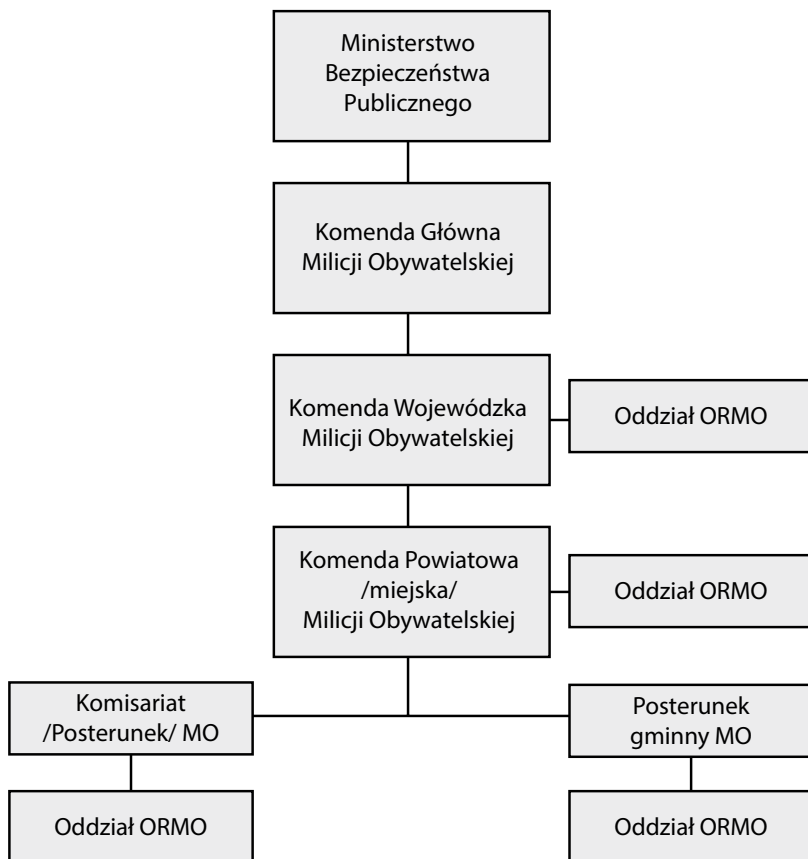 Ministerstwo
Bezpieczeństwa
Publicznego
Komenda Główna
Milicji Obywatelskiej
Komenda Wojewódzka
Milicji Obywatelskiej
Oddział ORMO
Komenda Powiatowa
/miejska/
Milicji Obywatelskiej
Oddział ORMO
Komisariat
/Posterunek/ MO
Posterunek
gminny MO
Oddział ORMO
Oddział ORMO